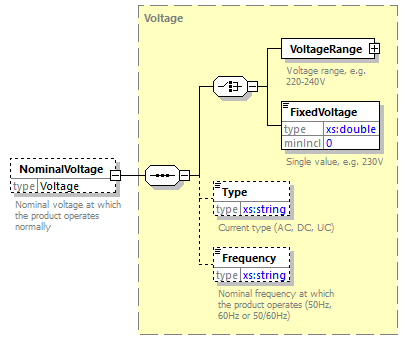 Voltage
VoltageRange
Voltage range, e.g.
220-240V
FixedVoltage
type xs:double
minIncl 0
Single value, e.g. 230V
NominalVoltage
type Voltage
Nominal voltage at which
the product operates
normally
Type
type xs:string
Current type (AC, DC, UC)
Frequency
type xs:string
Nominal frequency at which
the product operates (50Hz,
60Hz or 50/60Hz)